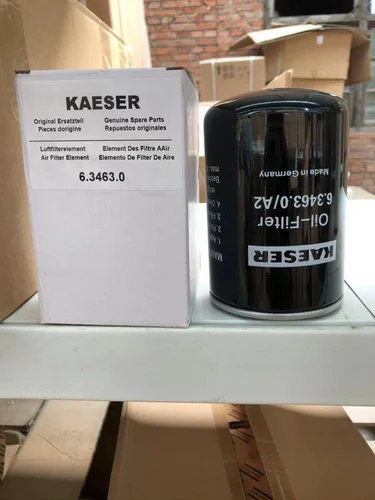 KAESER
Original Ersatzteil Genuine Spare Parts
Pieces dorigine Repuestos originales
Luftfilterelement Element Des Filtre AAir
Air Filter Element Elemento De Filter De Aire
6.3463.0
KAESER
Oil-Filter
6.3463.0/A2
Made in Germany